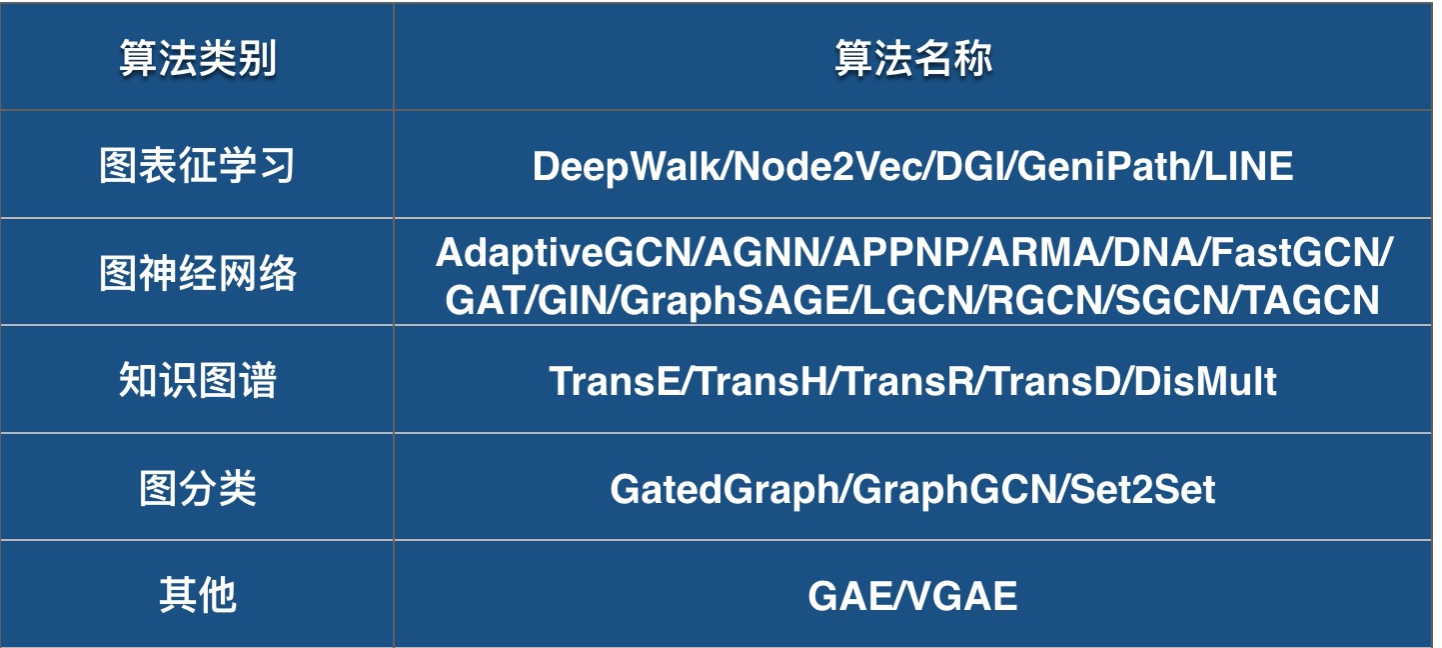 算法类别
算法名称
图表征学习
DeepWalk/Node2Vec/DGI/GeniPath/LINE
图神经网络
AdaptiveGCN/AGNN/APPNP/ARMA/DNA/FastGCN/
GAT/GIN/GraphSAGE/LGCN/RGCN/SGCN/TAGCN
知识图谱
TransE/TransH/TransR/TransD/DisMult
图分类
GatedGraph/GraphGCN/Set2Set
其他
GAE/VGAE